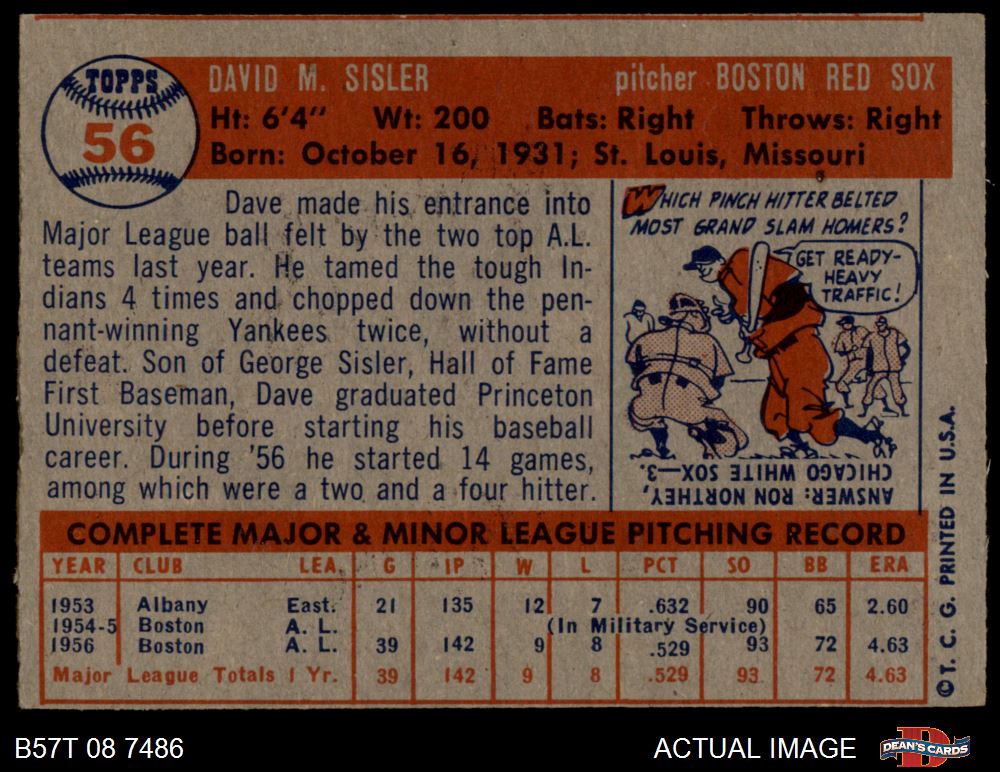 TOPPS
56
DAVID M. SISLER pitcher BOSTON RED SOX
Ht: 6'4" Wt: 200 Bats: Right Throws: Right
Born: October 16, 1931; St. Louis, Missouri
Dave made his entrance into
Major League ball felt by the two top A.L.
teams last year. He tamed the tough In-
dians 4 times and chopped down the pen-
nant-winning Yankees twice, without a
defeat. Son of George Sisler, Hall of Fame
First Baseman, Dave graduated Princeton
University before starting his baseball
career. During '56 he started 14 games,
among which were a two and a four hitter.
WHICH PINCH HITTER BELTED
MOST GRAND SLAM HOMERS?
GET READY-
HEAVY
TRAFFIC!
ANSWER: RON NORTHEY,
CHICAGO WHITE SOX—3.
COMPLETE MAJOR & MINOR LEAGUE PITCHING RECORD
YEAR CLUB LEA. G IP W L PCT SO BB ERA
1953 Albany East. 21 135 12 7 .632 90 65 2.60
1954-5 Boston A. L. (In Military Service)
1956 Boston A. L. 39 142 9 8 .529 93 72 4.63
Major League Totals 1 Yr. 39 142 9 8 .529 93 72 4.63
© T. C. G. PRINTED IN U.S.A.
B57T 08 7486 ACTUAL IMAGE DEAN'S CARDS